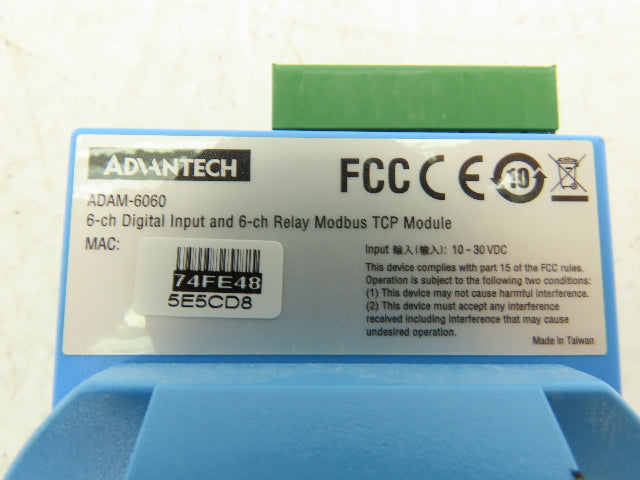 ADVANTECH
FCC CE 10
ADAM-6060
6-ch Digital Input and 6-ch Relay Modbus TCP Module
MAC:
74FE48
5E5CD8
Input 輸入(输入): 10 - 30 VDC
This device complies with part 15 of the FCC rules.
Operation is subject to the following two conditions:
(1) This device may not cause harmful interference.
(2) This device must accept any interference
received including interference that may cause
undesired operation.
Made in Taiwan